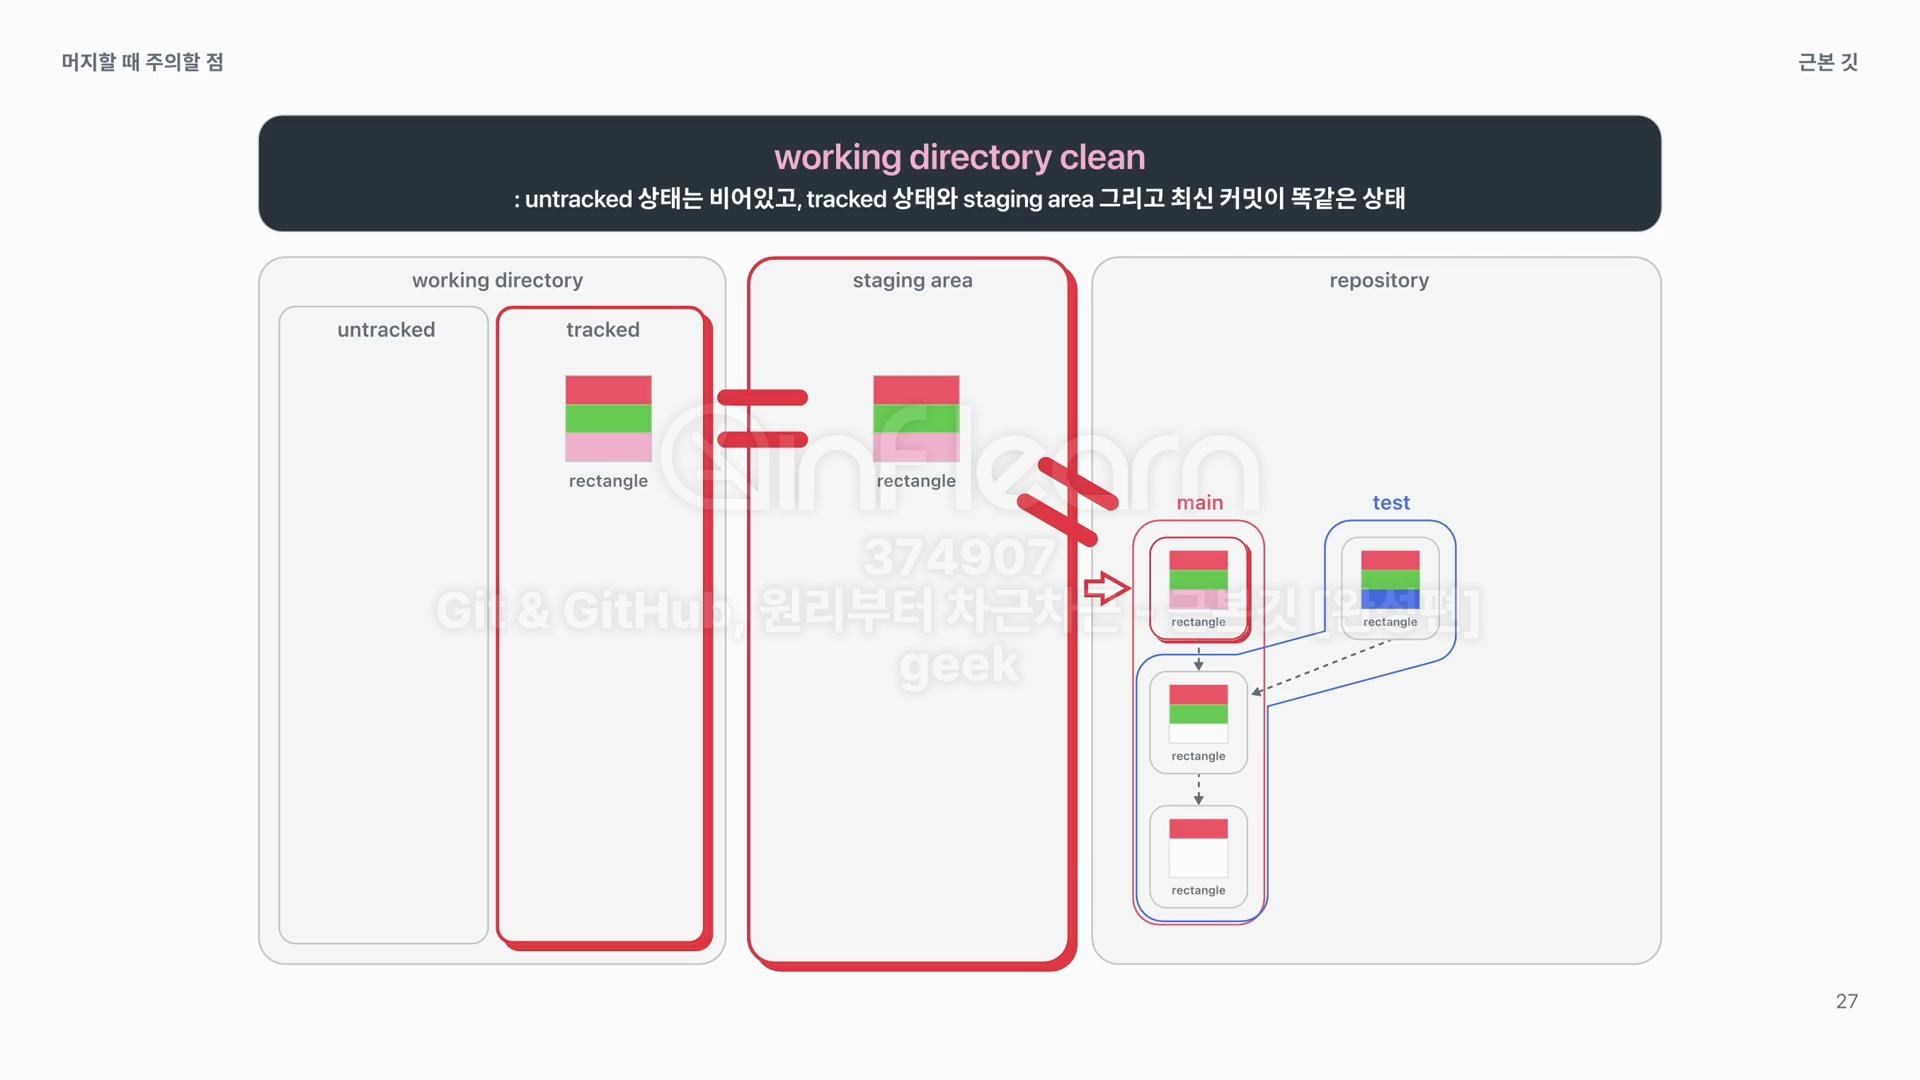 머지할 때 주의할 점
근본 깃
working directory clean
: untracked 상태는 비어있고, tracked 상태와 staging area 그리고 최신 커밋이 똑같은 상태
working directory
staging area
repository
untracked
tracked
rectangle
rectangle
inflearn
main
test
374907
Git & GitHub, 원리부터 차근차근 - 근본깃 [완성편]
geek
rectangle
rectangle
rectangle
rectangle
27